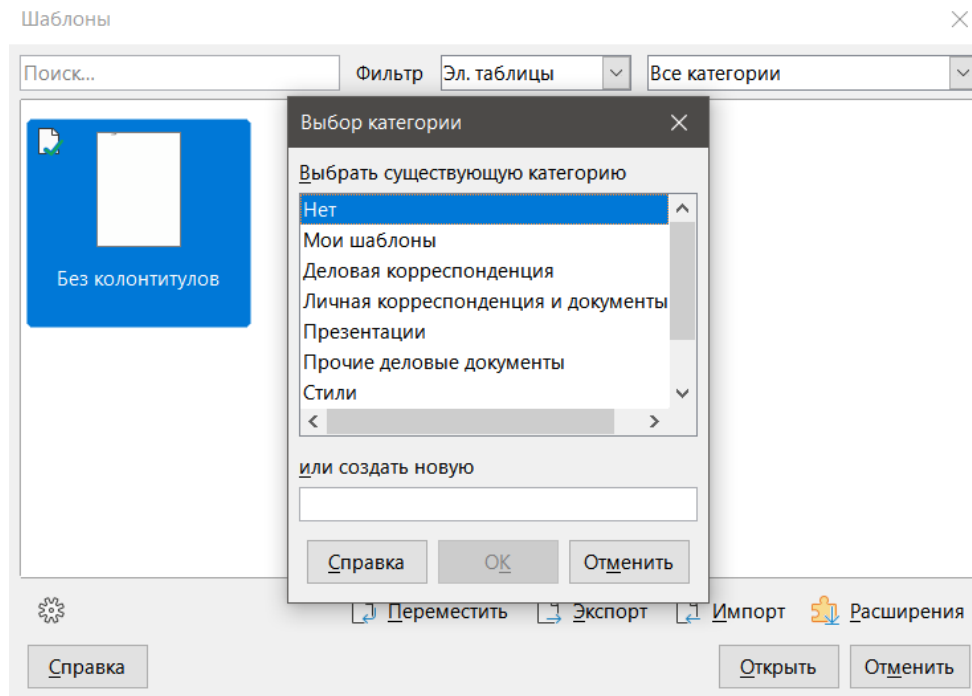 Шаблоны
Поиск...
Фильтр
Эл. таблицы
Все категории
Без колонтитулов
Выбор категории
Выбрать существующую категорию
Нет
Мои шаблоны
Деловая корреспонденция
Личная корреспонденция и документы
Презентации
Прочие деловые документы
Стили
или создать новую
Справка
ОК
Отменить
Переместить
Экспорт
Импорт
Расширения
Справка
Открыть
Отменить